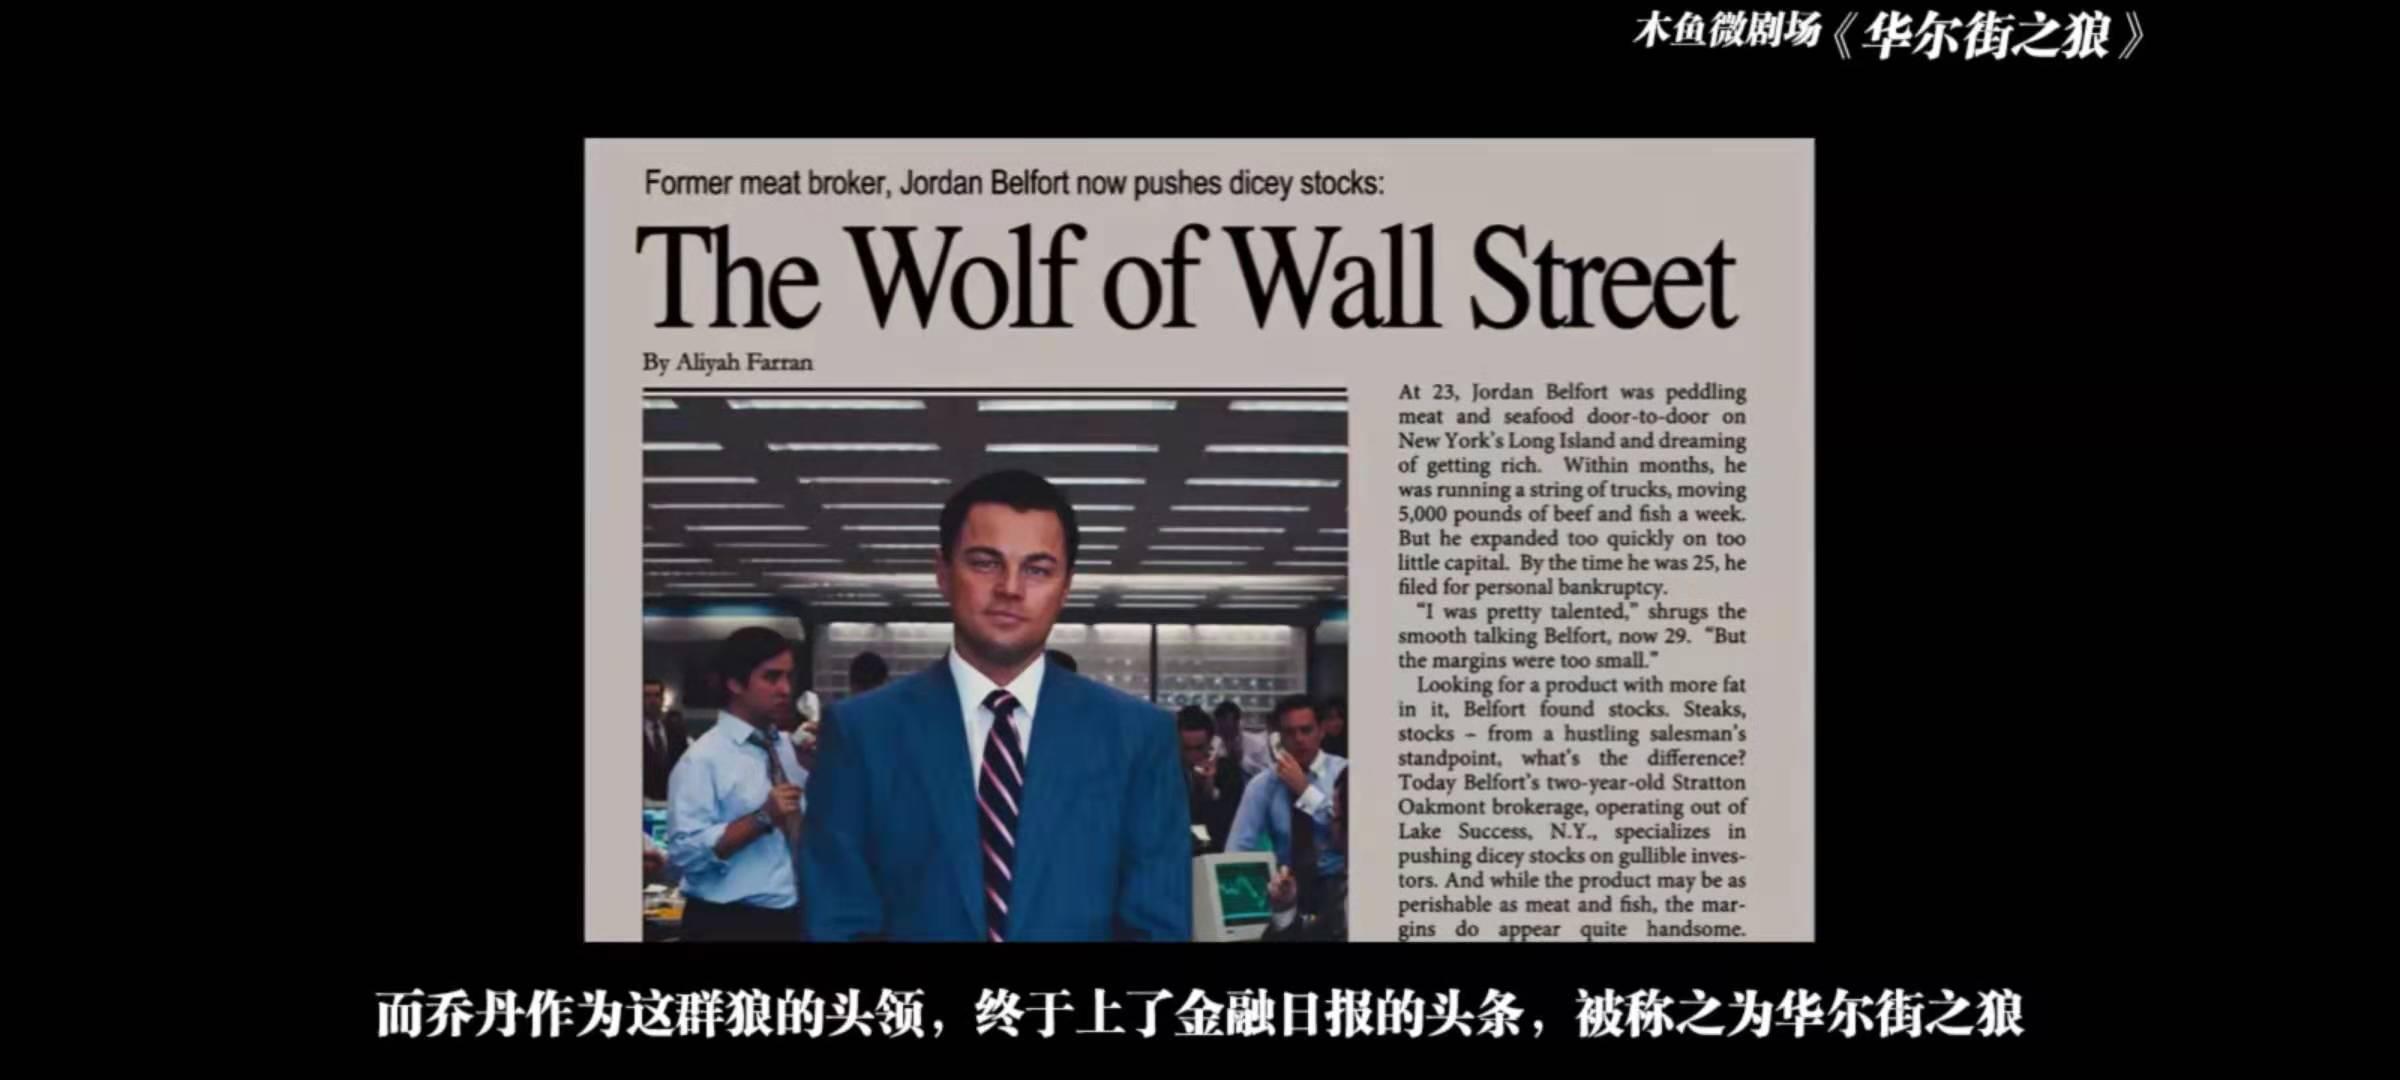 木鱼微剧场《华尔街之狼》
Former meat broker, Jordan Belfort now pushes dicey stocks:
The Wolf of Wall Street
By Aliyah Farran
At 23, Jordan Belfort was peddling
meat and seafood door-to-door on
New York's Long Island and dreaming
of getting rich. Within months, he
was running a string of trucks, moving
5,000 pounds of beef and fish a week.
But he expanded too quickly on too
little capital. By the time he was 25, he
filed for personal bankruptcy.
“I was pretty talented,” shrugs the
smooth talking Belfort, now 29. “But
the margins were too small.”
Looking for a product with more fat
in it, Belfort found stocks. Steaks,
stocks – from a hustling salesman's
standpoint, what's the difference?
Today Belfort's two-year-old Stratton
Oakmont brokerage, operating out of
Lake Success, N.Y., specializes in
pushing dicey stocks on gullible inves-
tors. And while the product may be as
perishable as meat and fish, the mar-
gins do appear quite handsome.
而乔丹作为这群狼的头领，终于上了金融日报的头条，被称之为华尔街之狼